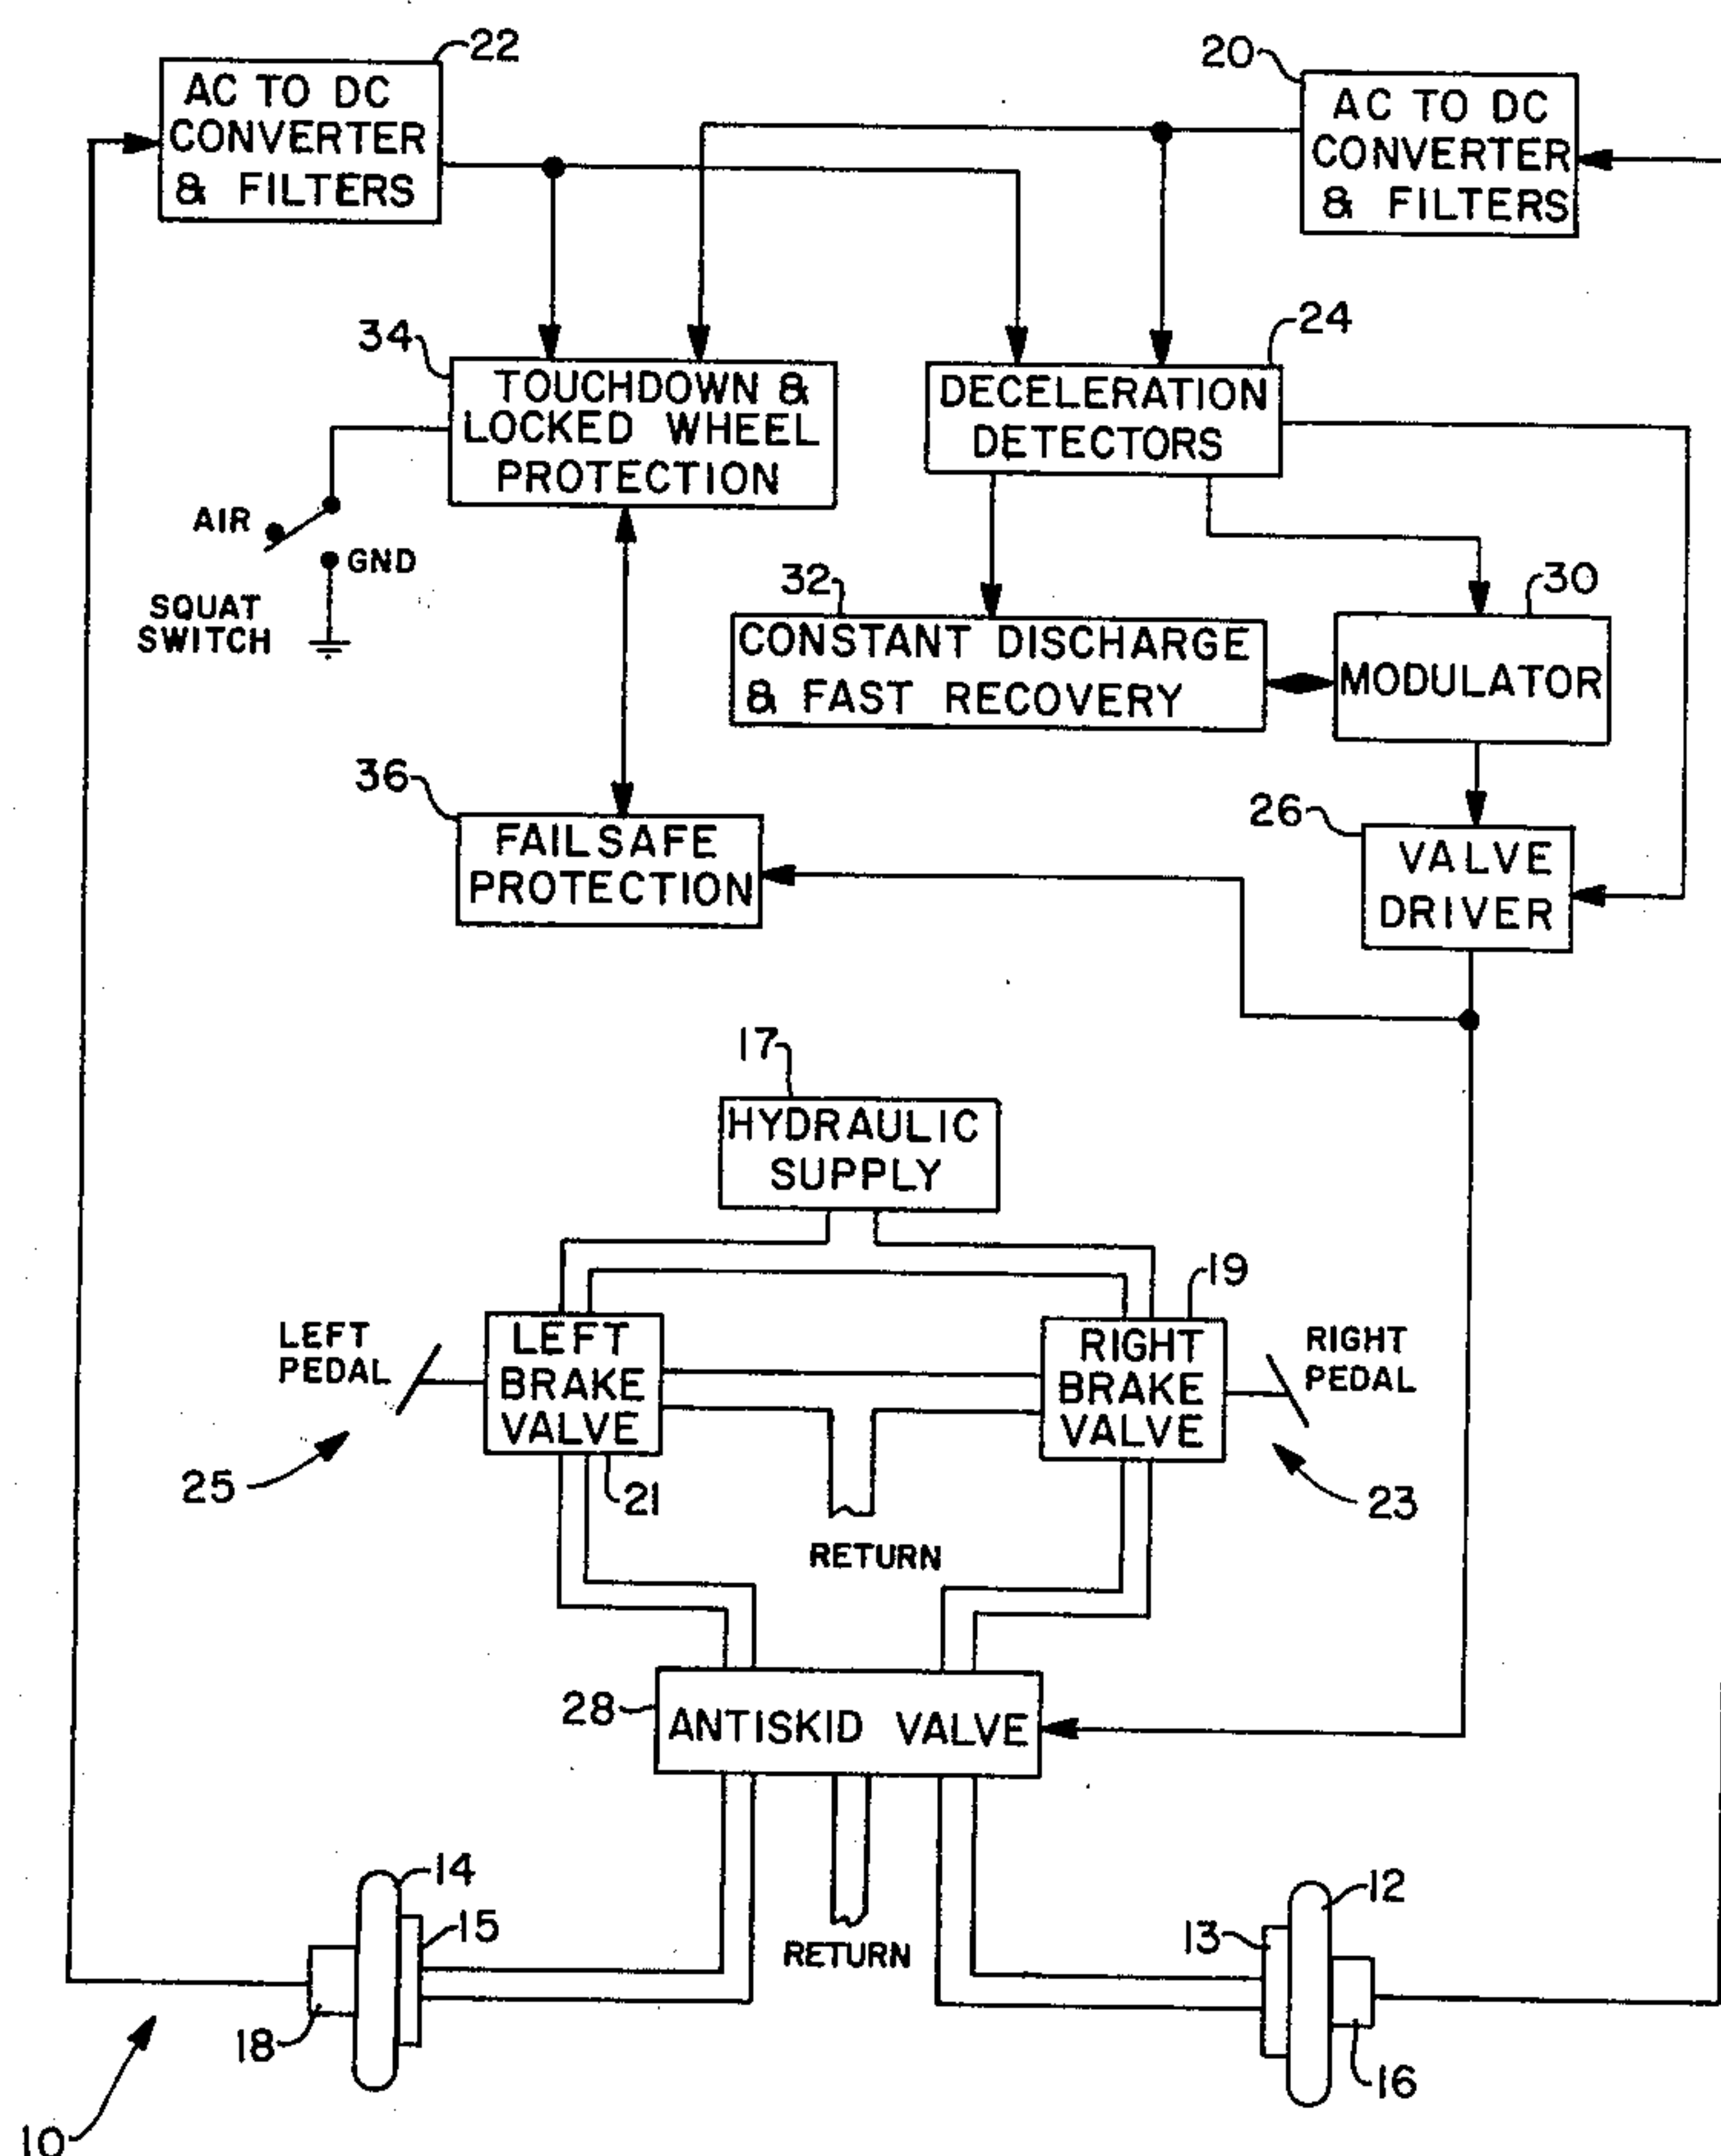 22
AC TO DC
CONVERTER
& FILTERS
20
AC TO DC
CONVERTER
& FILTERS
34
TOUCHDOWN &
LOCKED WHEEL
PROTECTION
24
DECELERATION
DETECTORS
AIR
GND
SQUAT
SWITCH
32
CONSTANT DISCHARGE
& FAST RECOVERY
30
MODULATOR
36
FAILSAFE
PROTECTION
26
VALVE
DRIVER
17
HYDRAULIC
SUPPLY
19
LEFT
PEDAL
LEFT
BRAKE
VALVE
RIGHT
BRAKE
VALVE
RIGHT
PEDAL
25
21
23
RETURN
28
ANTISKID VALVE
14
15
RETURN
13
12
18
16
10